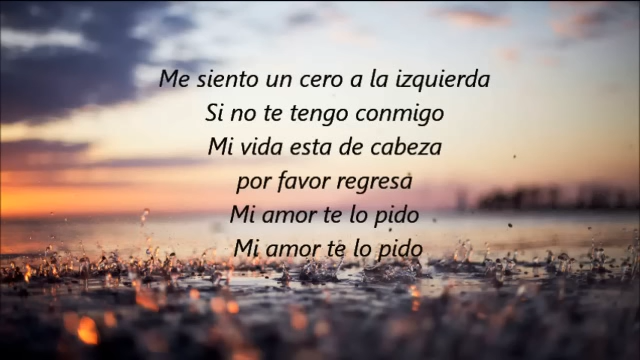 Me siento un cero a la izquierda
Si no te tengo conmigo
Mi vida esta de cabeza
por favor regresa
Mi amor te lo pido
Mi amor te lo pido